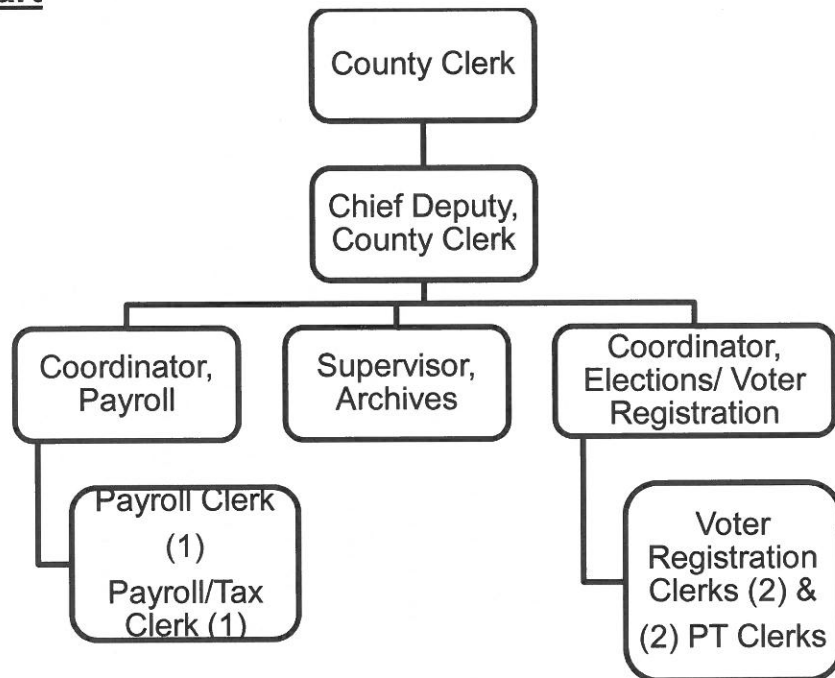 County Clerk
Chief Deputy,
County Clerk
Coordinator,
Payroll
Supervisor,
Archives
Coordinator,
Elections/ Voter
Registration
Payroll Clerk
(1)
Payroll/Tax
Clerk (1)
Voter
Registration
Clerks (2) &
(2) PT Clerks